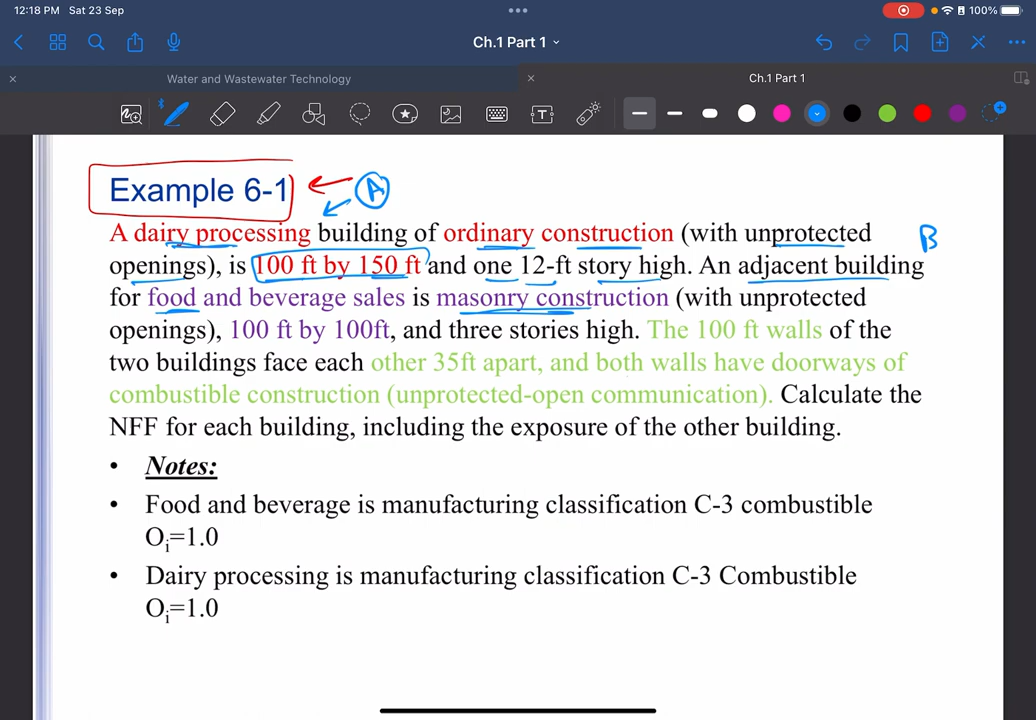 12:18 PM Sat 23 Sep
100%
Ch.1 Part 1
Water and Wastewater Technology
Ch.1 Part 1
Example 6-1
A
A dairy processing building of ordinary construction (with unprotected
B
openings), is 100 ft by 150 ft and one 12-ft story high. An adjacent building
for food and beverage sales is masonry construction (with unprotected
openings), 100 ft by 100ft, and three stories high. The 100 ft walls of the
two buildings face each other 35ft apart, and both walls have doorways of
combustible construction (unprotected-open communication). Calculate the
NFF for each building, including the exposure of the other building.
• Notes:
• Food and beverage is manufacturing classification C-3 combustible
Oi=1.0
• Dairy processing is manufacturing classification C-3 Combustible
Oi=1.0